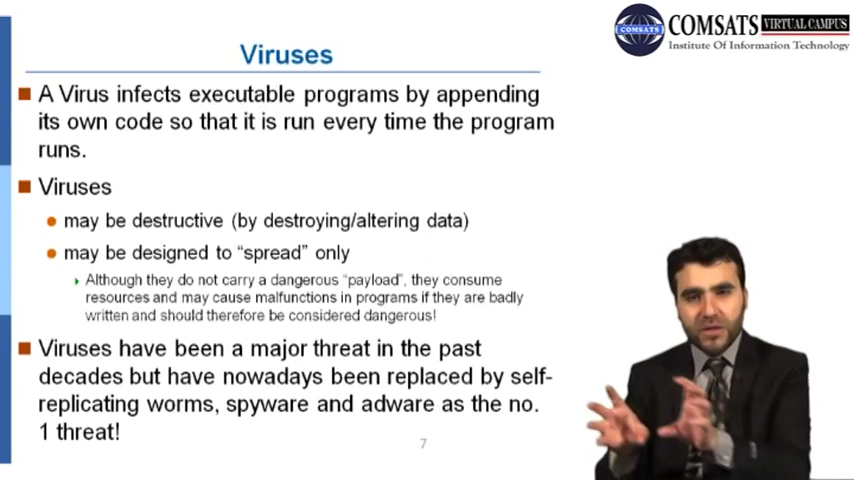 COMSATS VIRTUAL CAMPUS
COMSATS
Institute Of Information Technology
Viruses
A Virus infects executable programs by appending
its own code so that it is run every time the program
runs.
Viruses
may be destructive (by destroying/altering data)
may be designed to “spread” only
Although they do not carry a dangerous “payload”, they consume
resources and may cause malfunctions in programs if they are badly
written and should therefore be considered dangerous!
Viruses have been a major threat in the past
decades but have nowadays been replaced by self-
replicating worms, spyware and adware as the no.
1 threat!
7